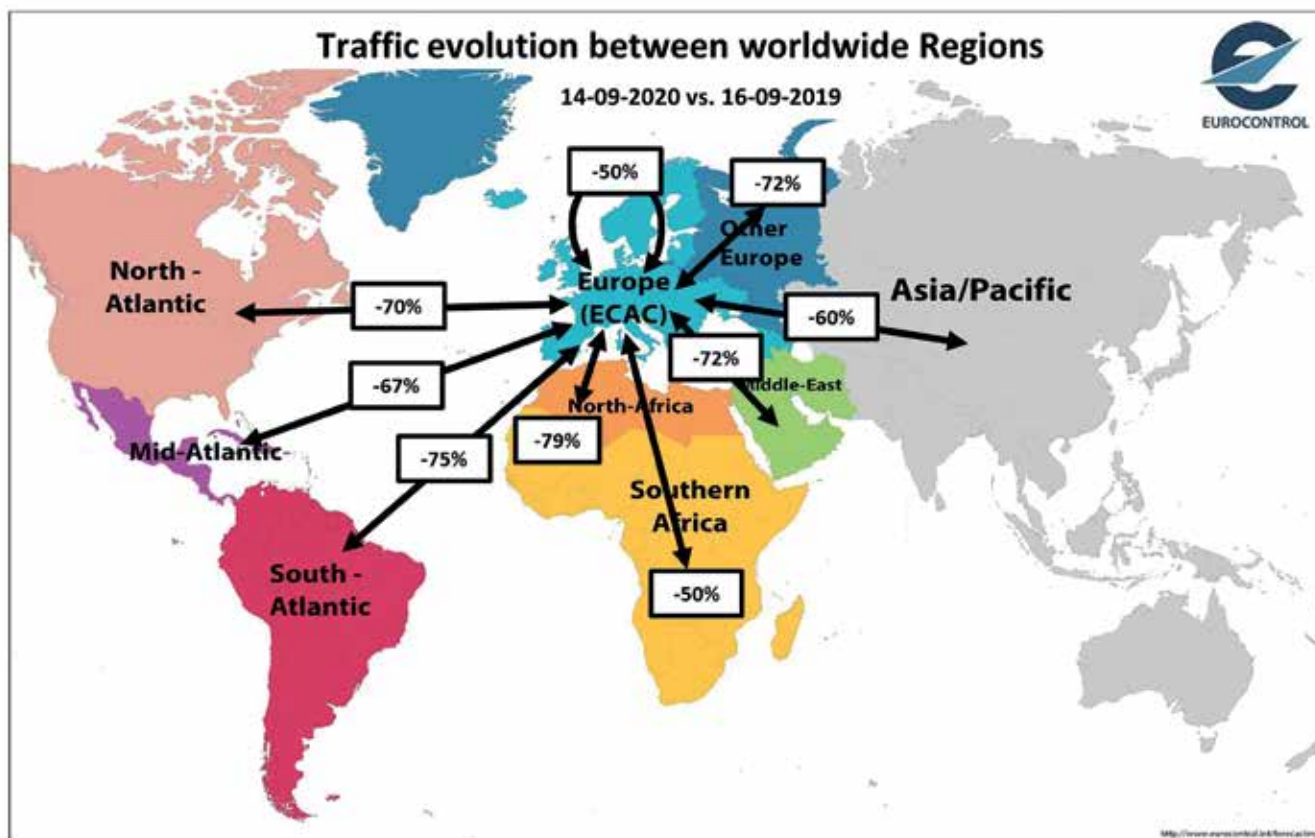 Traffic evolution between worldwide Regions
14-09-2020 vs. 16-09-2019
EUROCONTROL
-50%
-72%
Other
Europe
North -
Atlantic
Europe
(ECAC)
Asia/Pacific
-70%
-60%
-67%
-72%
Middle-East
North-Africa
Mid-Atlantic-
-79%
-75%
Southern
Africa
South -
Atlantic
-50%